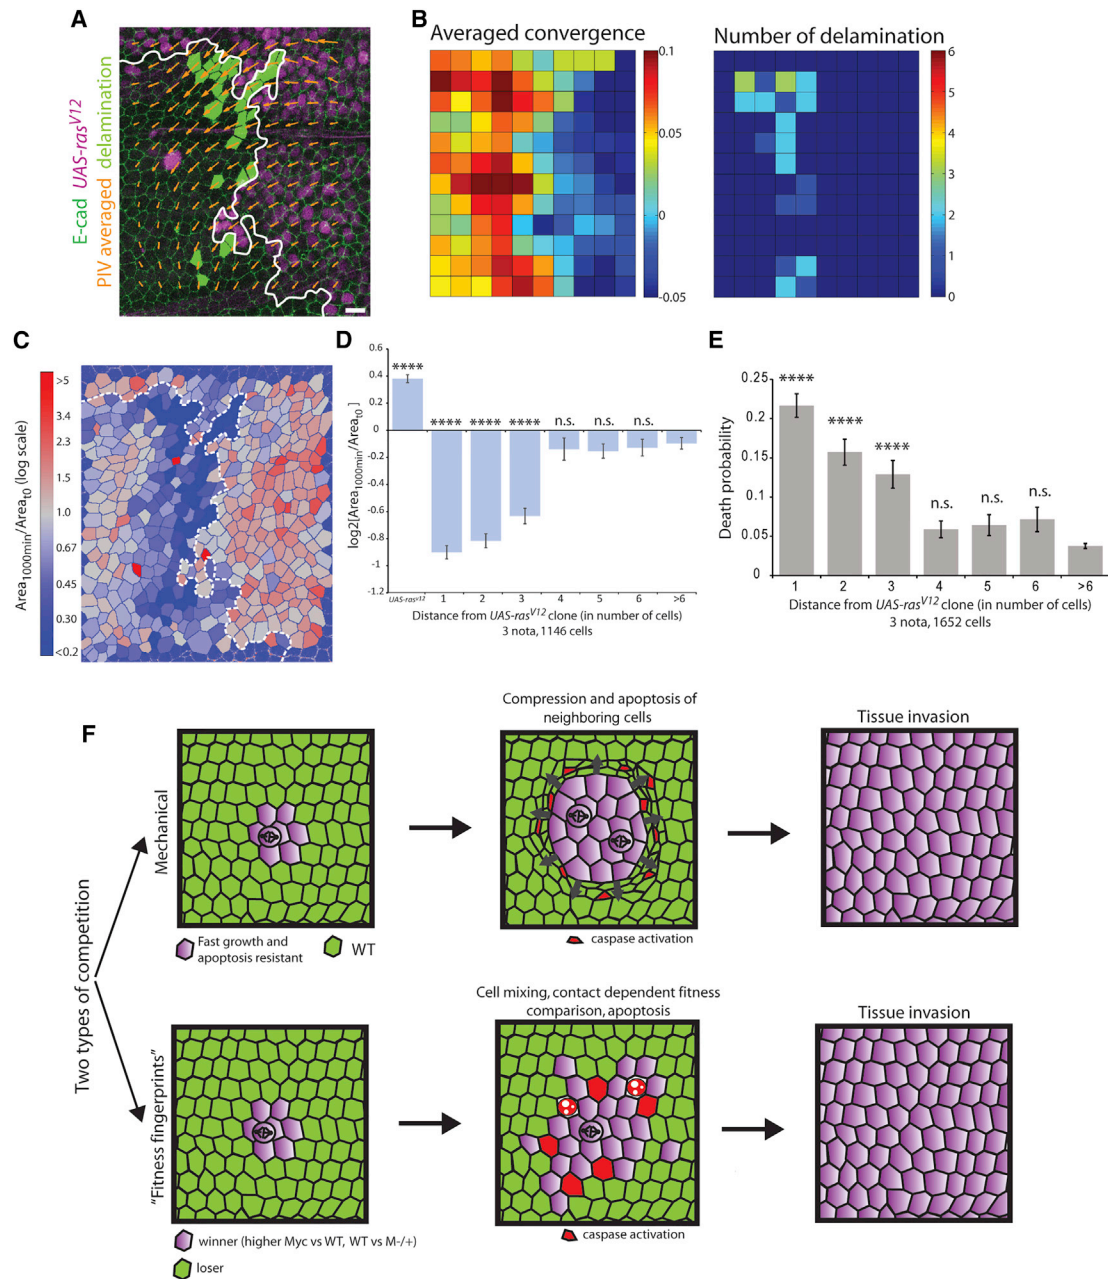 A
E-cad UAS-rasV12
PIV averaged delamination
B
Averaged convergence
0.1
0.05
0
-0.05
Number of delamination
6
5
4
3
2
1
0
C
Area1000min/Areat0 (log scale)
>5
3.4
2.3
1.5
1.0
0.67
0.45
0.30
<0.2
D
log2[Area1000min/Areat0]
0.6
0.4
0.2
0
-0.2
-0.4
-0.6
-0.8
-1
-1.2
**** **** **** **** n.s. n.s. n.s.
UAS-rasV12 1 2 3 4 5 6 >6
Distance from UAS-rasV12 clone (in number of cells)
3 nota, 1146 cells
E
Death probability
0.25
0.2
0.15
0.1
0.05
0
**** **** **** n.s. n.s. n.s.
1 2 3 4 5 6 >6
Distance from UAS-rasV12 clone (in number of cells)
3 nota, 1652 cells
F
Two types of competition
Mechanical
Fast growth and
apoptosis resistant
WT
Compression and apoptosis of
neighboring cells
caspase activation
Tissue invasion
"Fitness fingerprints"
winner (higher Myc vs WT, WT vs M-/+)
loser
Cell mixing, contact dependent fitness
comparison, apoptosis
caspase activation
Tissue invasion